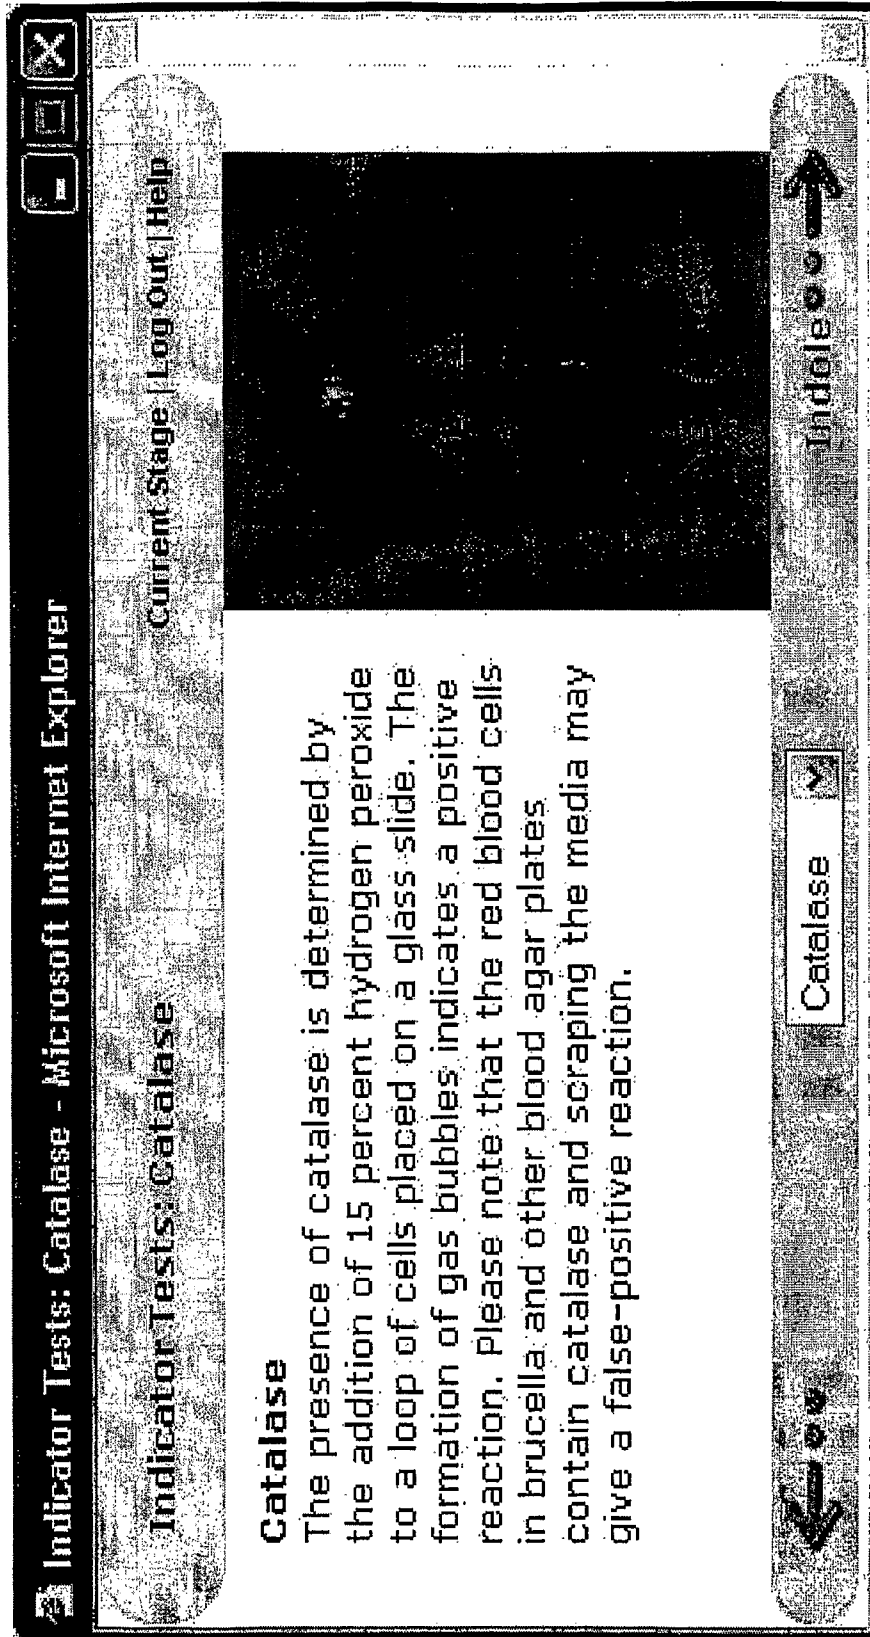 Indicator Tests: Catalase - Microsoft Internet Explorer
Indicator Tests: Catalase
Current Stage | Log Out | Help
Catalase
The presence of catalase is determined by
the addition of 15 percent hydrogen peroxide
to a loop of cells placed on a glass slide. The
formation of gas bubbles indicates a positive
reaction. Please note that the red blood cells
in brucella and other blood agar plates
contain catalase and scraping the media may
give a false-positive reaction.
Catalase
Indole